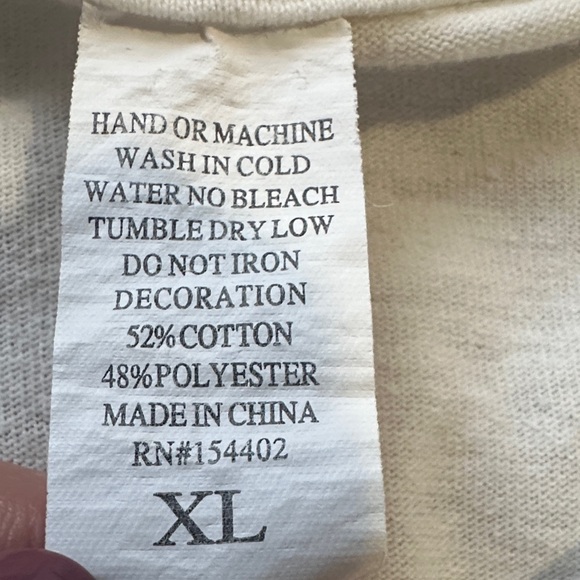 HAND OR MACHINE
WASH IN COLD
WATER NO BLEACH
TUMBLE DRY LOW
DO NOT IRON
DECORATION
52%COTTON
48%POLYESTER
MADE IN CHINA
RN#154402
XL